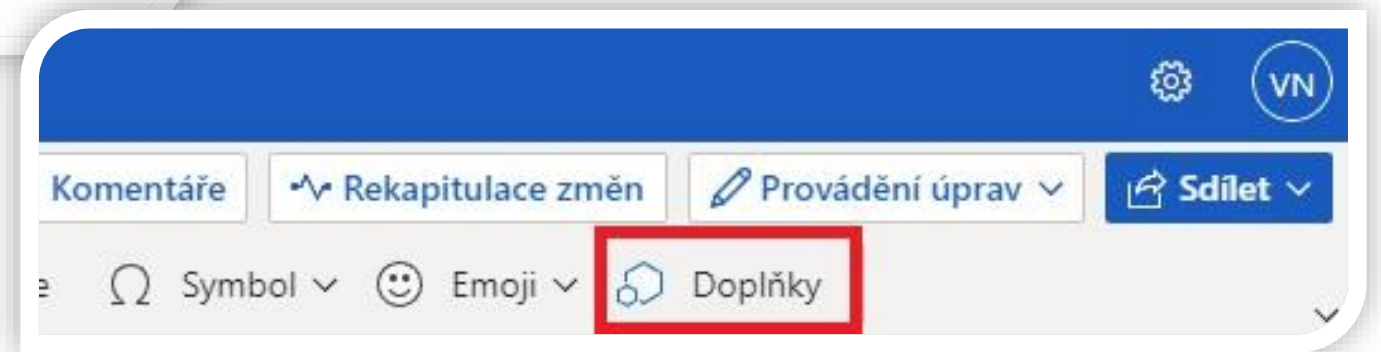 VN
Komentáře Rekapitulace změn Provádění úprav Sdílet
Symbol Emoji Doplňky